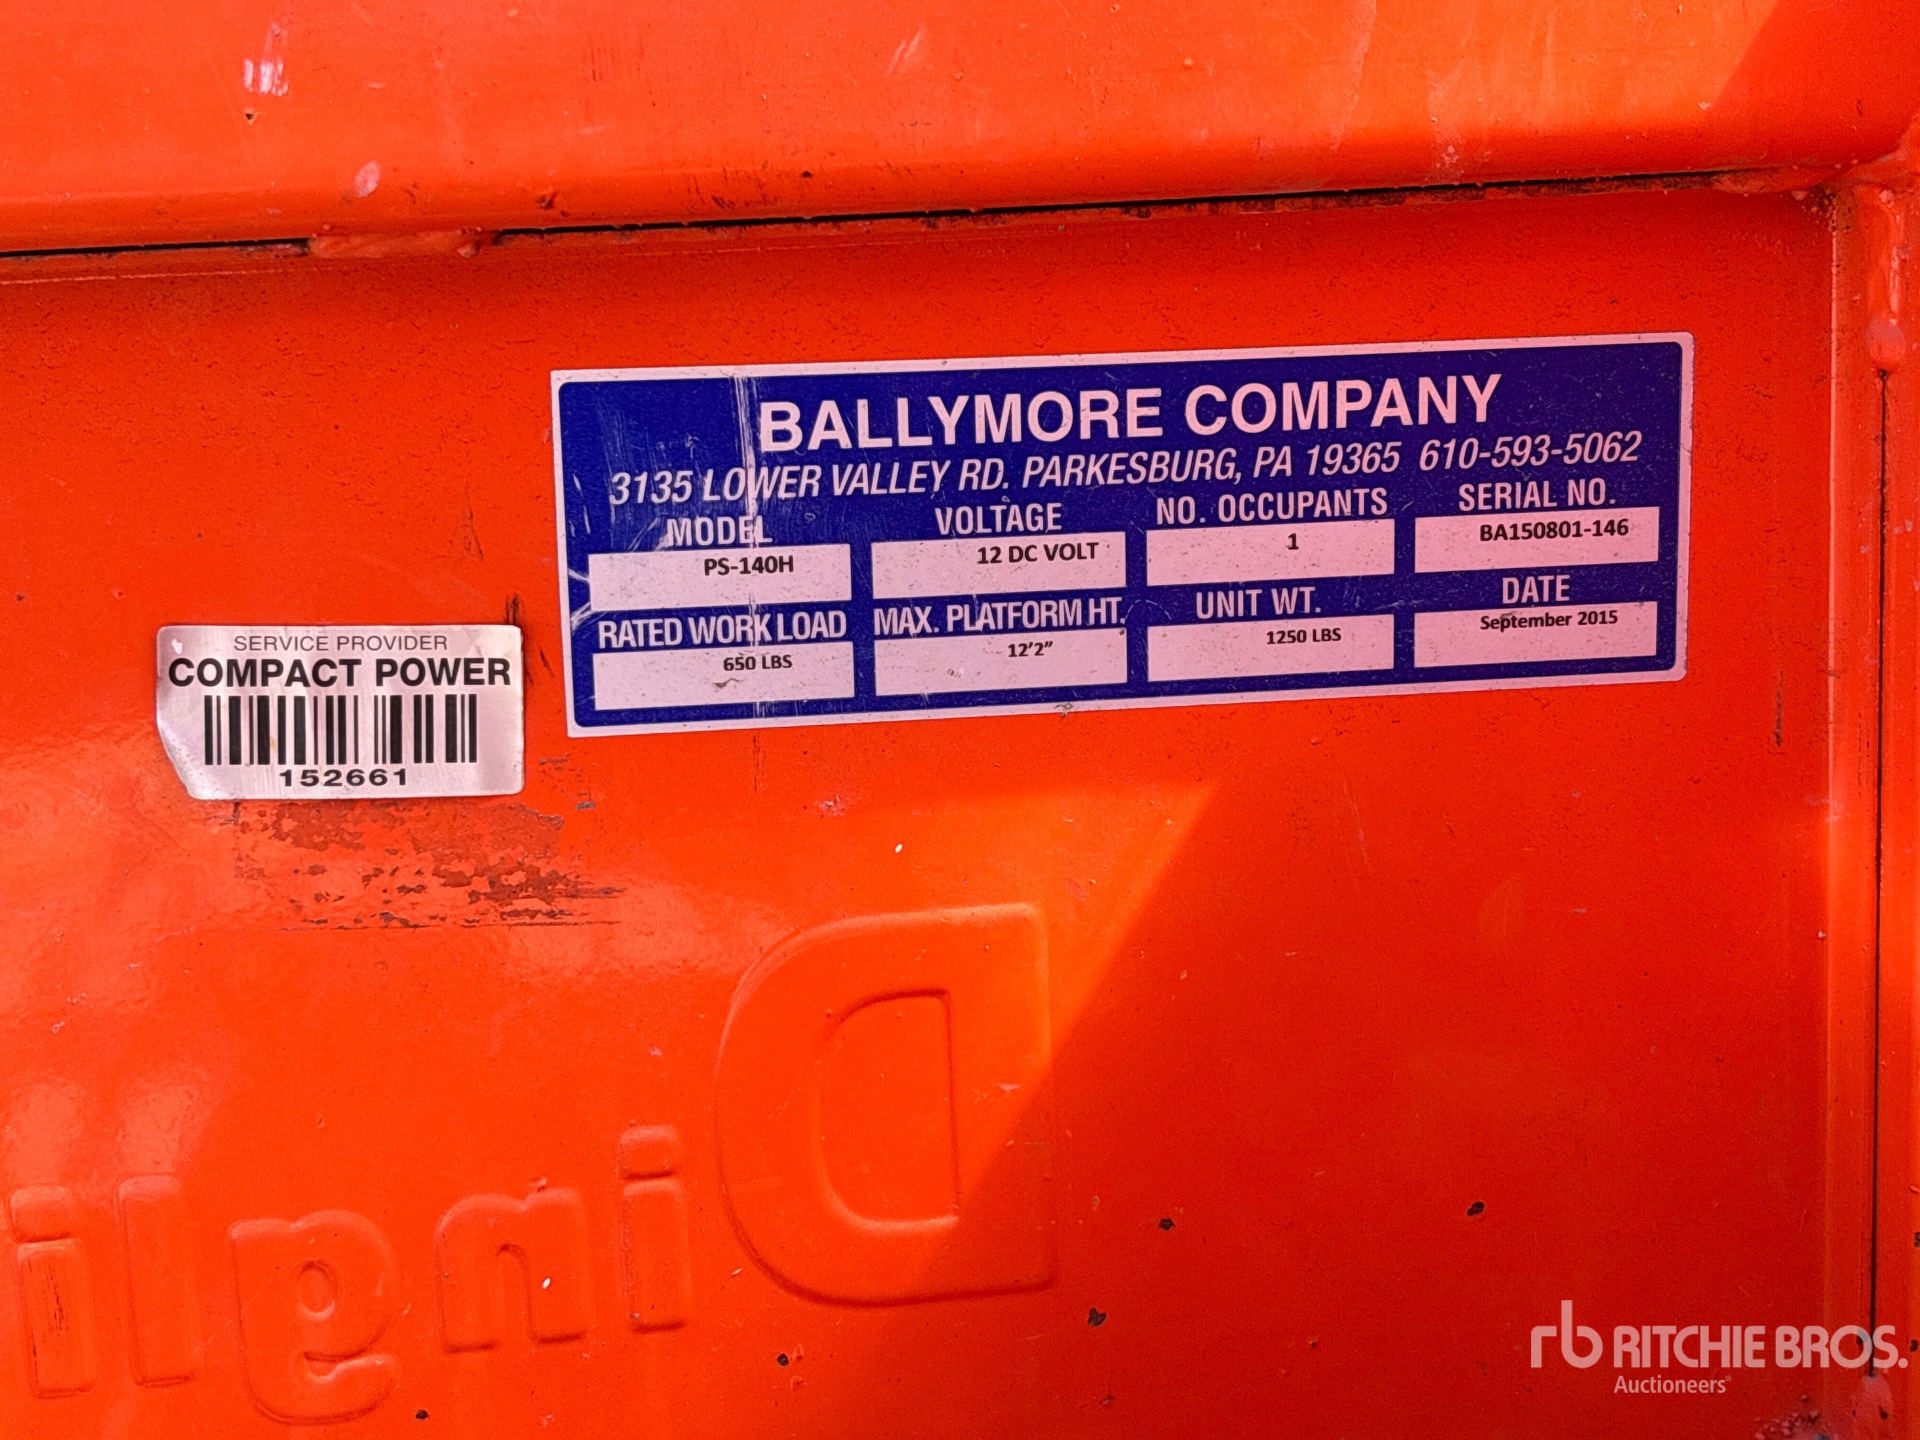 BALLYMORE COMPANY
3135 LOWER VALLEY RD. PARKESBURG, PA 19365 610-593-5062
MODEL VOLTAGE NO. OCCUPANTS SERIAL NO.
PS-140H 12 DC VOLT 1 BA150801-146
RATED WORK LOAD MAX. PLATFORM HT. UNIT WT. DATE
650 LBS 12'2" 1250 LBS September 2015
SERVICE PROVIDER
COMPACT POWER
152661
Dingli
rb RITCHIE BROS.
Auctioneers